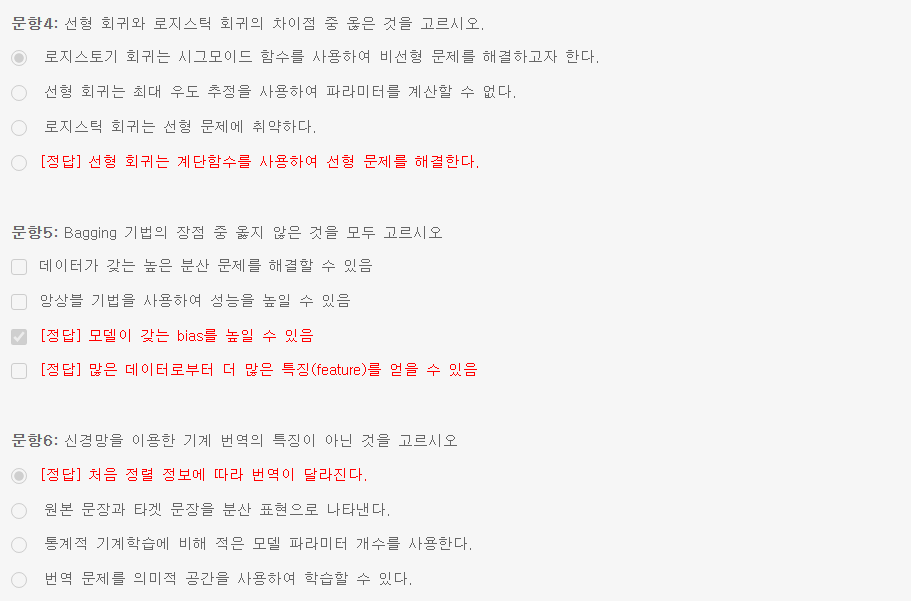 문항4: 선형 회귀와 로지스틱 회귀의 차이점 중 옳은 것을 고르시오.
로지스토기 회귀는 시그모이드 함수를 사용하여 비선형 문제를 해결하고자 한다.
선형 회귀는 최대 우도 추정을 사용하여 파라미터를 계산할 수 없다.
로지스턱 회귀는 선형 문제에 취약하다.
[정답] 선형 회귀는 계단함수를 사용하여 선형 문제를 해결한다.
문항5: Bagging 기법의 장점 중 옳지 않은 것을 모두 고르시오
데이터가 갖는 높은 분산 문제를 해결할 수 있음
앙상블 기법을 사용하여 성능을 높일 수 있음
[정답] 모델이 갖는 bias를 높일 수 있음
[정답] 많은 데이터로부터 더 많은 특징(feature)를 얻을 수 있음
문항6: 신경망을 이용한 기계 번역의 특징이 아닌 것을 고르시오
[정답] 처음 정렬 정보에 따라 번역이 달라진다.
원본 문장과 타겟 문장을 분산 표현으로 나타낸다.
통계적 기계학습에 비해 적은 모델 파라미터 개수를 사용한다.
번역 문제를 의미적 공간을 사용하여 학습할 수 있다.